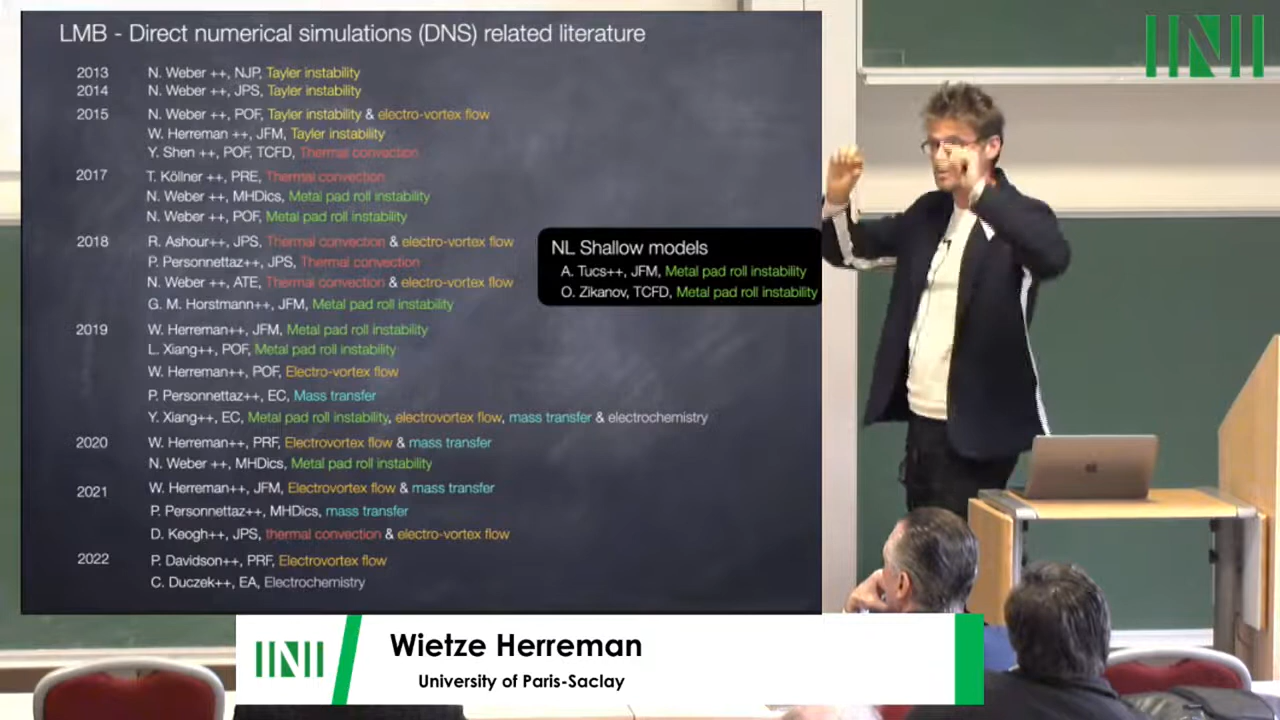 LMB - Direct numerical simulations (DNS) related literature
2013 N. Weber ++, NJP, Tayler instability
2014 N. Weber ++, JPS, Tayler instability
2015 N. Weber ++, POF, Tayler instability & electro-vortex flow
W. Herreman ++, JFM, Tayler instability
Y. Shen ++, POF, TCFD, Thermal convection
2017 T. Köllner ++, PRE, Thermal convection
N. Weber ++, MHDics, Metal pad roll instability
N. Weber ++, POF, Metal pad roll instability
2018 R. Ashour++, JPS, Thermal convection & electro-vortex flow
P. Personnettaz++, JPS, Thermal convection
N. Weber ++, ATE, Thermal convection & electro-vortex flow
G. M. Horstmann++, JFM, Metal pad roll instability
NL Shallow models
A. Tucs++, JFM, Metal pad roll instability
O. Zikanov, TCFD, Metal pad roll instability
2019 W. Herreman++, JFM, Metal pad roll instability
L. Xiang++, POF, Metal pad roll instability
W. Herreman++, POF, Electro-vortex flow
P. Personnettaz++, EC, Mass transfer
Y. Xiang++, EC, Metal pad roll instability, electrovortex flow, mass transfer & electrochemistry
2020 W. Herreman++, PRF, Electrovortex flow & mass transfer
N. Weber ++, MHDics, Metal pad roll instability
2021 W. Herreman++, JFM, Electrovortex flow & mass transfer
P. Personnettaz++, MHDics, mass transfer
D. Keogh++, JPS, thermal convection & electro-vortex flow
2022 P. Davidson++, PRF, Electrovortex flow
C. Duczek++, EA, Electrochemistry
INI
INI
Wietze Herreman
University of Paris-Saclay